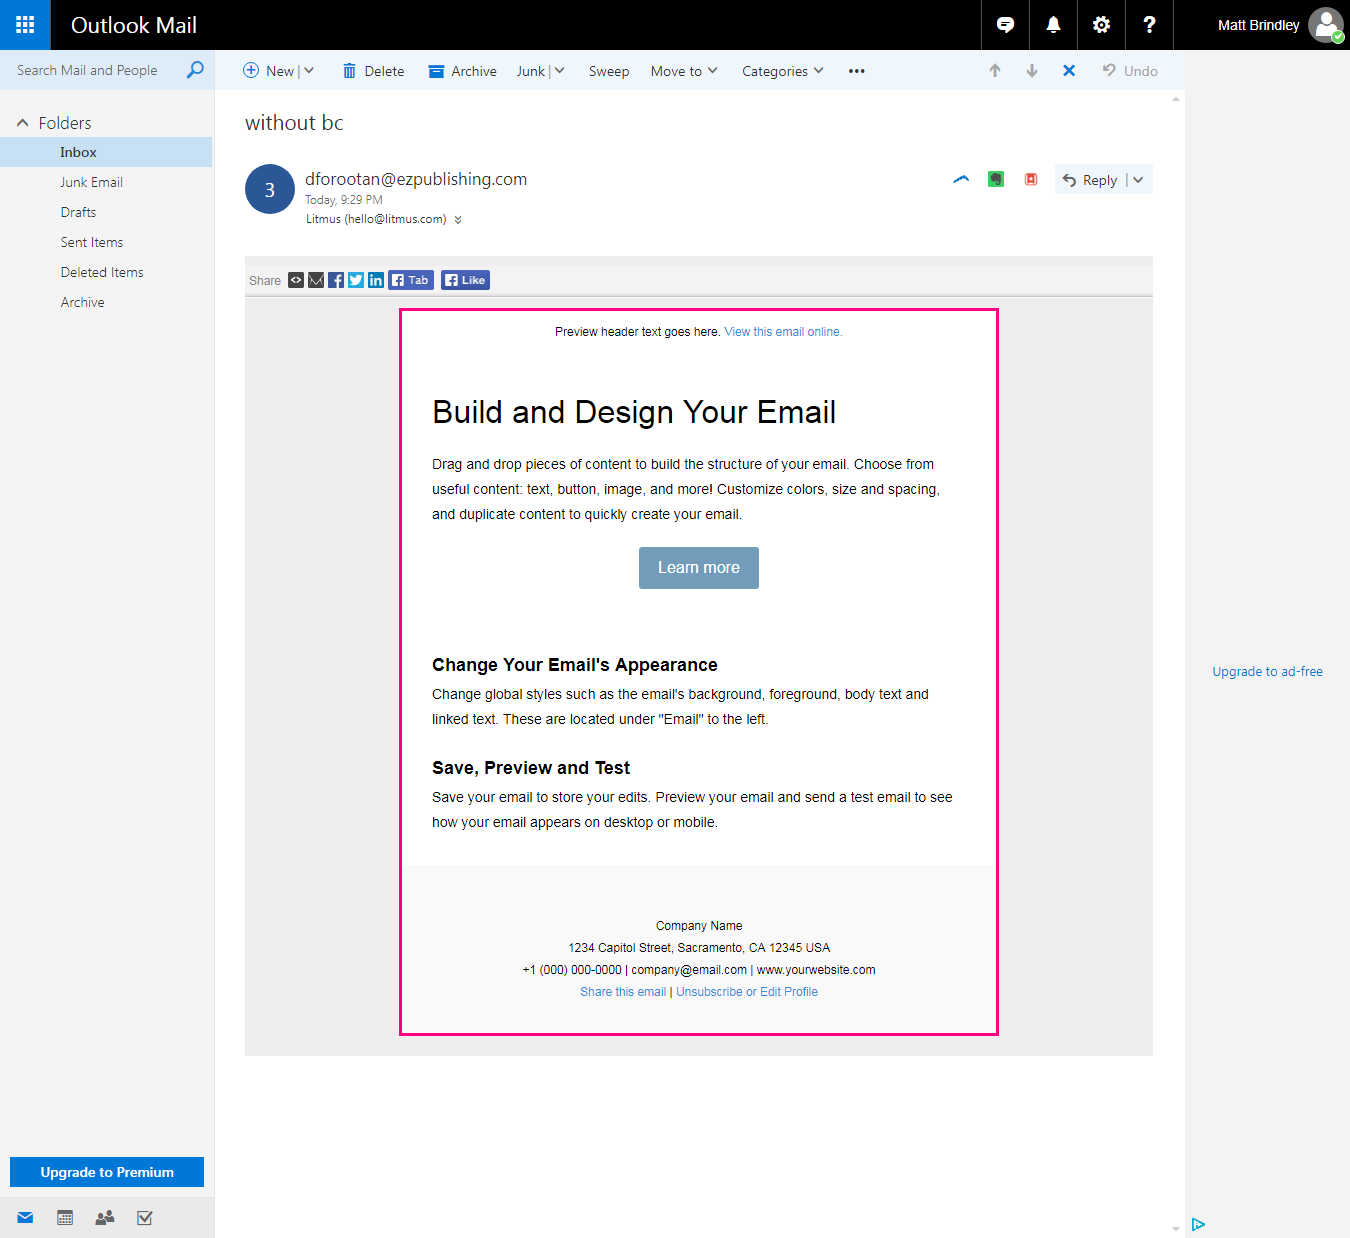 Outlook Mail
Matt Brindley
Search Mail and People
New
Delete
Archive
Junk
Sweep
Move to
Categories
Undo
Folders
Inbox
Junk Email
Drafts
Sent Items
Deleted Items
Archive
without bc
3
dforootan@ezpublishing.com
Today, 9:29 PM
Litmus (hello@litmus.com)
Reply
Share
Tab
Like
Preview header text goes here. View this email online.
Build and Design Your Email
Drag and drop pieces of content to build the structure of your email. Choose from
useful content: text, button, image, and more! Customize colors, size and spacing,
and duplicate content to quickly create your email.
Learn more
Change Your Email's Appearance
Change global styles such as the email's background, foreground, body text and
linked text. These are located under "Email" to the left.
Save, Preview and Test
Save your email to store your edits. Preview your email and send a test email to see
how your email appears on desktop or mobile.
Company Name
1234 Capitol Street, Sacramento, CA 12345 USA
+1 (000) 000-0000 | company@email.com | www.yourwebsite.com
Share this email | Unsubscribe or Edit Profile
Upgrade to ad-free
Upgrade to Premium